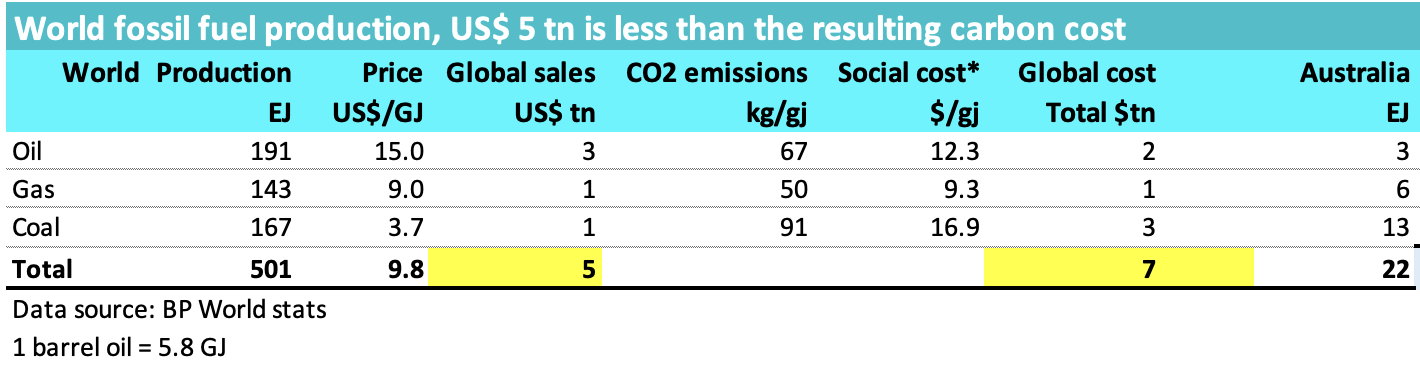 World fossil fuel production, US$ 5 tn is less than the resulting carbon cost
World Production Price Global sales CO2 emissions Social cost* Global cost Australia
EJ US$/GJ US$ tn kg/gj $/gj Total $tn EJ
Oil 191 15.0 3 67 12.3 2 3
Gas 143 9.0 1 50 9.3 1 6
Coal 167 3.7 1 91 16.9 3 13
Total 501 9.8 5 7 22
Data source: BP World stats
1 barrel oil = 5.8 GJ